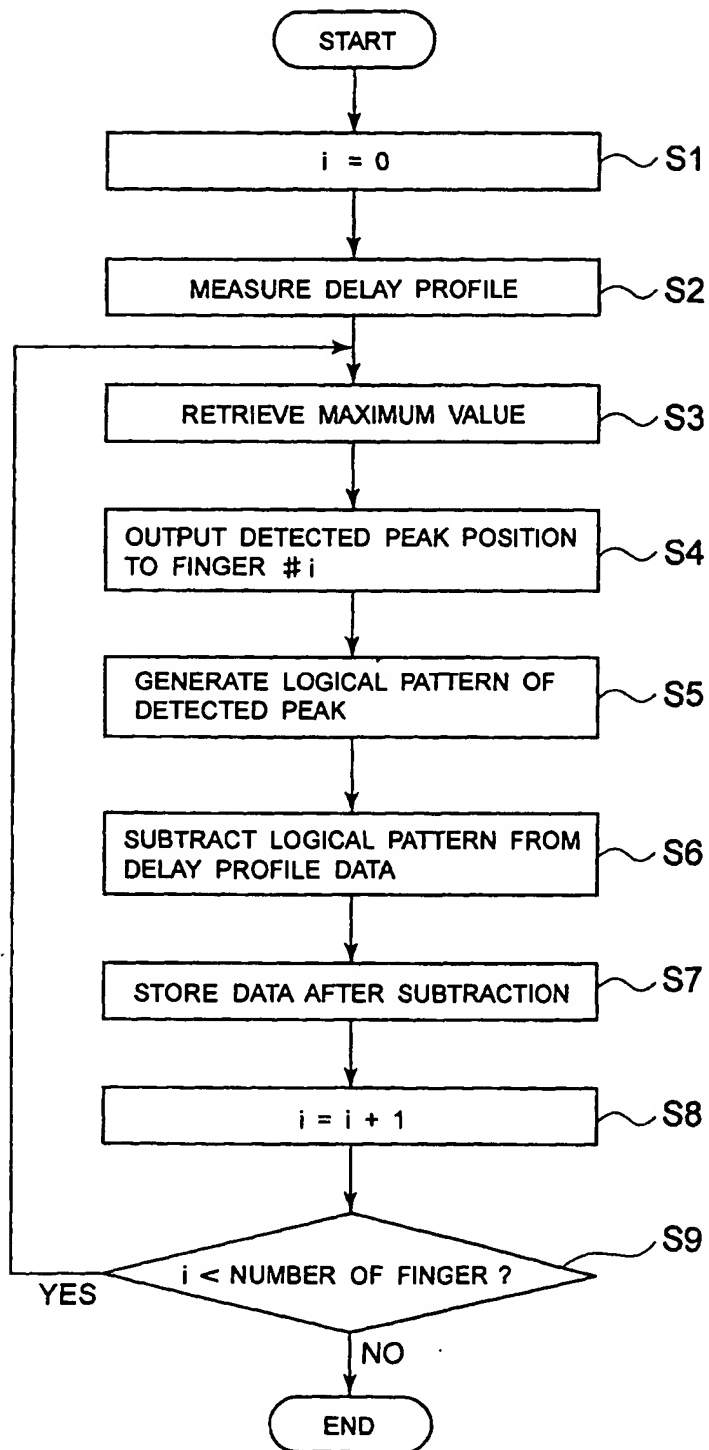 START
i = 0
S1
MEASURE DELAY PROFILE
S2
RETRIEVE MAXIMUM VALUE
S3
OUTPUT DETECTED PEAK POSITION
TO FINGER # i
S4
GENERATE LOGICAL PATTERN OF
DETECTED PEAK
S5
SUBTRACT LOGICAL PATTERN FROM
DELAY PROFILE DATA
S6
STORE DATA AFTER SUBTRACTION
S7
i = i + 1
S8
i < NUMBER OF FINGER ?
S9
YES
NO
END